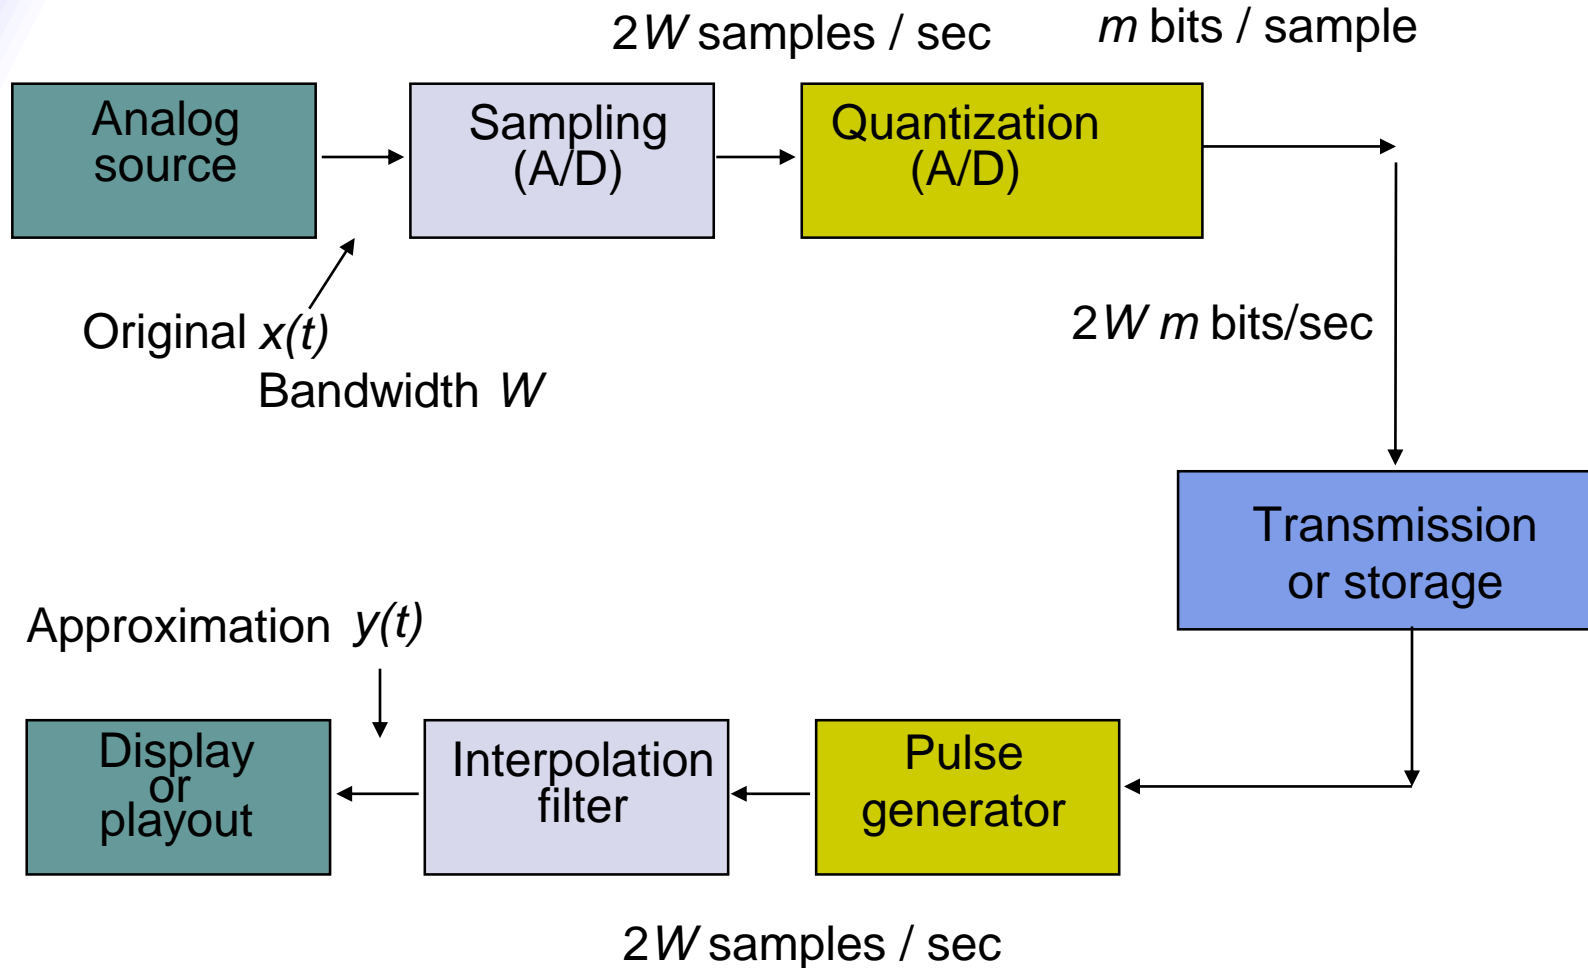 2W samples / sec
m bits / sample
Analog
source
Sampling
(A/D)
Quantization
(A/D)
Original x(t)
Bandwidth W
2W m bits/sec
Transmission
or storage
Approximation y(t)
Display
or
playout
Interpolation
filter
Pulse
generator
2W samples / sec